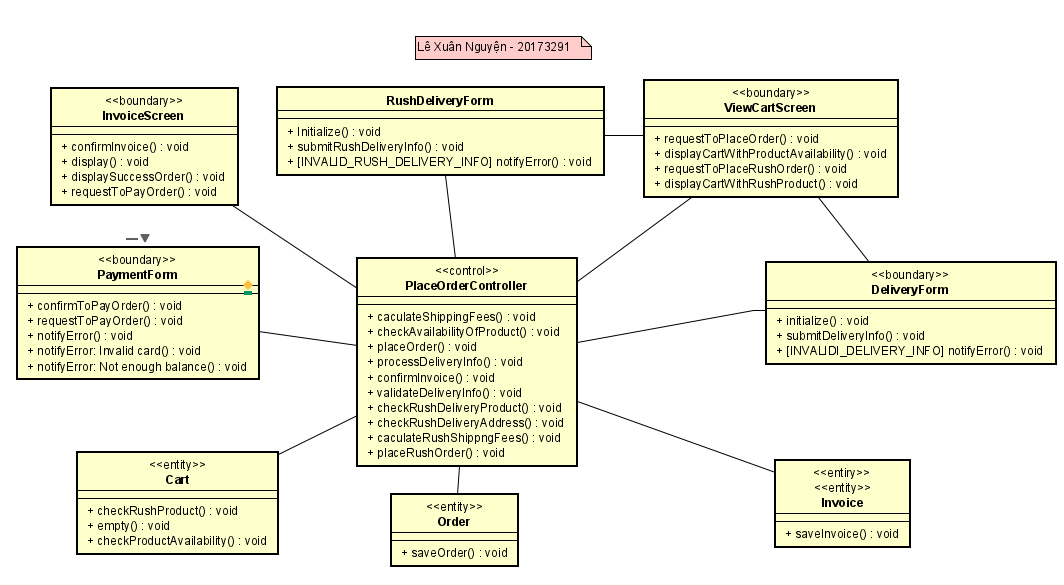 Lê Xuân Nguyện - 20173291
<<boundary>>
InvoiceScreen
+ confirmInvoice() : void
+ display() : void
+ displaySuccessOrder() : void
+ requestToPayOrder() : void
RushDeliveryForm
+ Initialize() : void
+ submitRushDeliveryInfo() : void
+ [INVALID_RUSH_DELIVERY_INFO] notifyError() : void
<<boundary>>
ViewCartScreen
+ requestToPlaceOrder() : void
+ displayCartWithProductAvailability() : void
+ requestToPlaceRushOrder() : void
+ displayCartWithRushProduct() : void
<<boundary>>
PaymentForm
+ confirmToPayOrder() : void
+ requestToPayOrder() : void
+ notifyError() : void
+ notifyError: Invalid card() : void
+ notifyError: Not enough balance() : void
<<control>>
PlaceOrderController
+ caculateShippingFees() : void
+ checkAvailabilityOfProduct() : void
+ placeOrder() : void
+ processDeliveryInfo() : void
+ confirmInvoice() : void
+ validateDeliveryInfo() : void
+ checkRushDeliveryProduct() : void
+ checkRushDeliveryAddress() : void
+ caculateRushShippngFees() : void
+ placeRushOrder() : void
<<boundary>>
DeliveryForm
+ initialize() : void
+ submitDeliveryInfo() : void
+ [INVALIDI_DELIVERY_INFO] notifyError() : void
<<entity>>
Cart
+ checkRushProduct() : void
+ empty() : void
+ checkProductAvailability() : void
<<entity>>
Order
+ saveOrder() : void
<<entiry>>
<<entity>>
Invoice
+ saveInvoice() : void